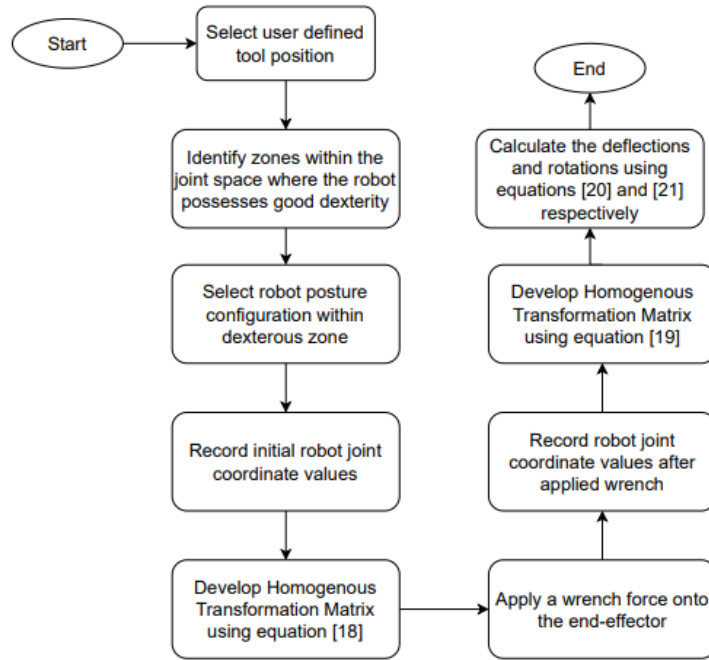 Start
Select user defined
tool position
Identify zones within the
joint space where the robot
possesses good dexterity
Select robot posture
configuration within
dexterous zone
Record initial robot joint
coordinate values
Develop Homogenous
Transformation Matrix
using equation [18]
Apply a wrench force onto
the end-effector
Record robot joint
coordinate values after
applied wrench
Develop Homogenous
Transformation Matrix
using equation [19]
Calculate the deflections
and rotations using
equations [20] and [21]
respectively
End